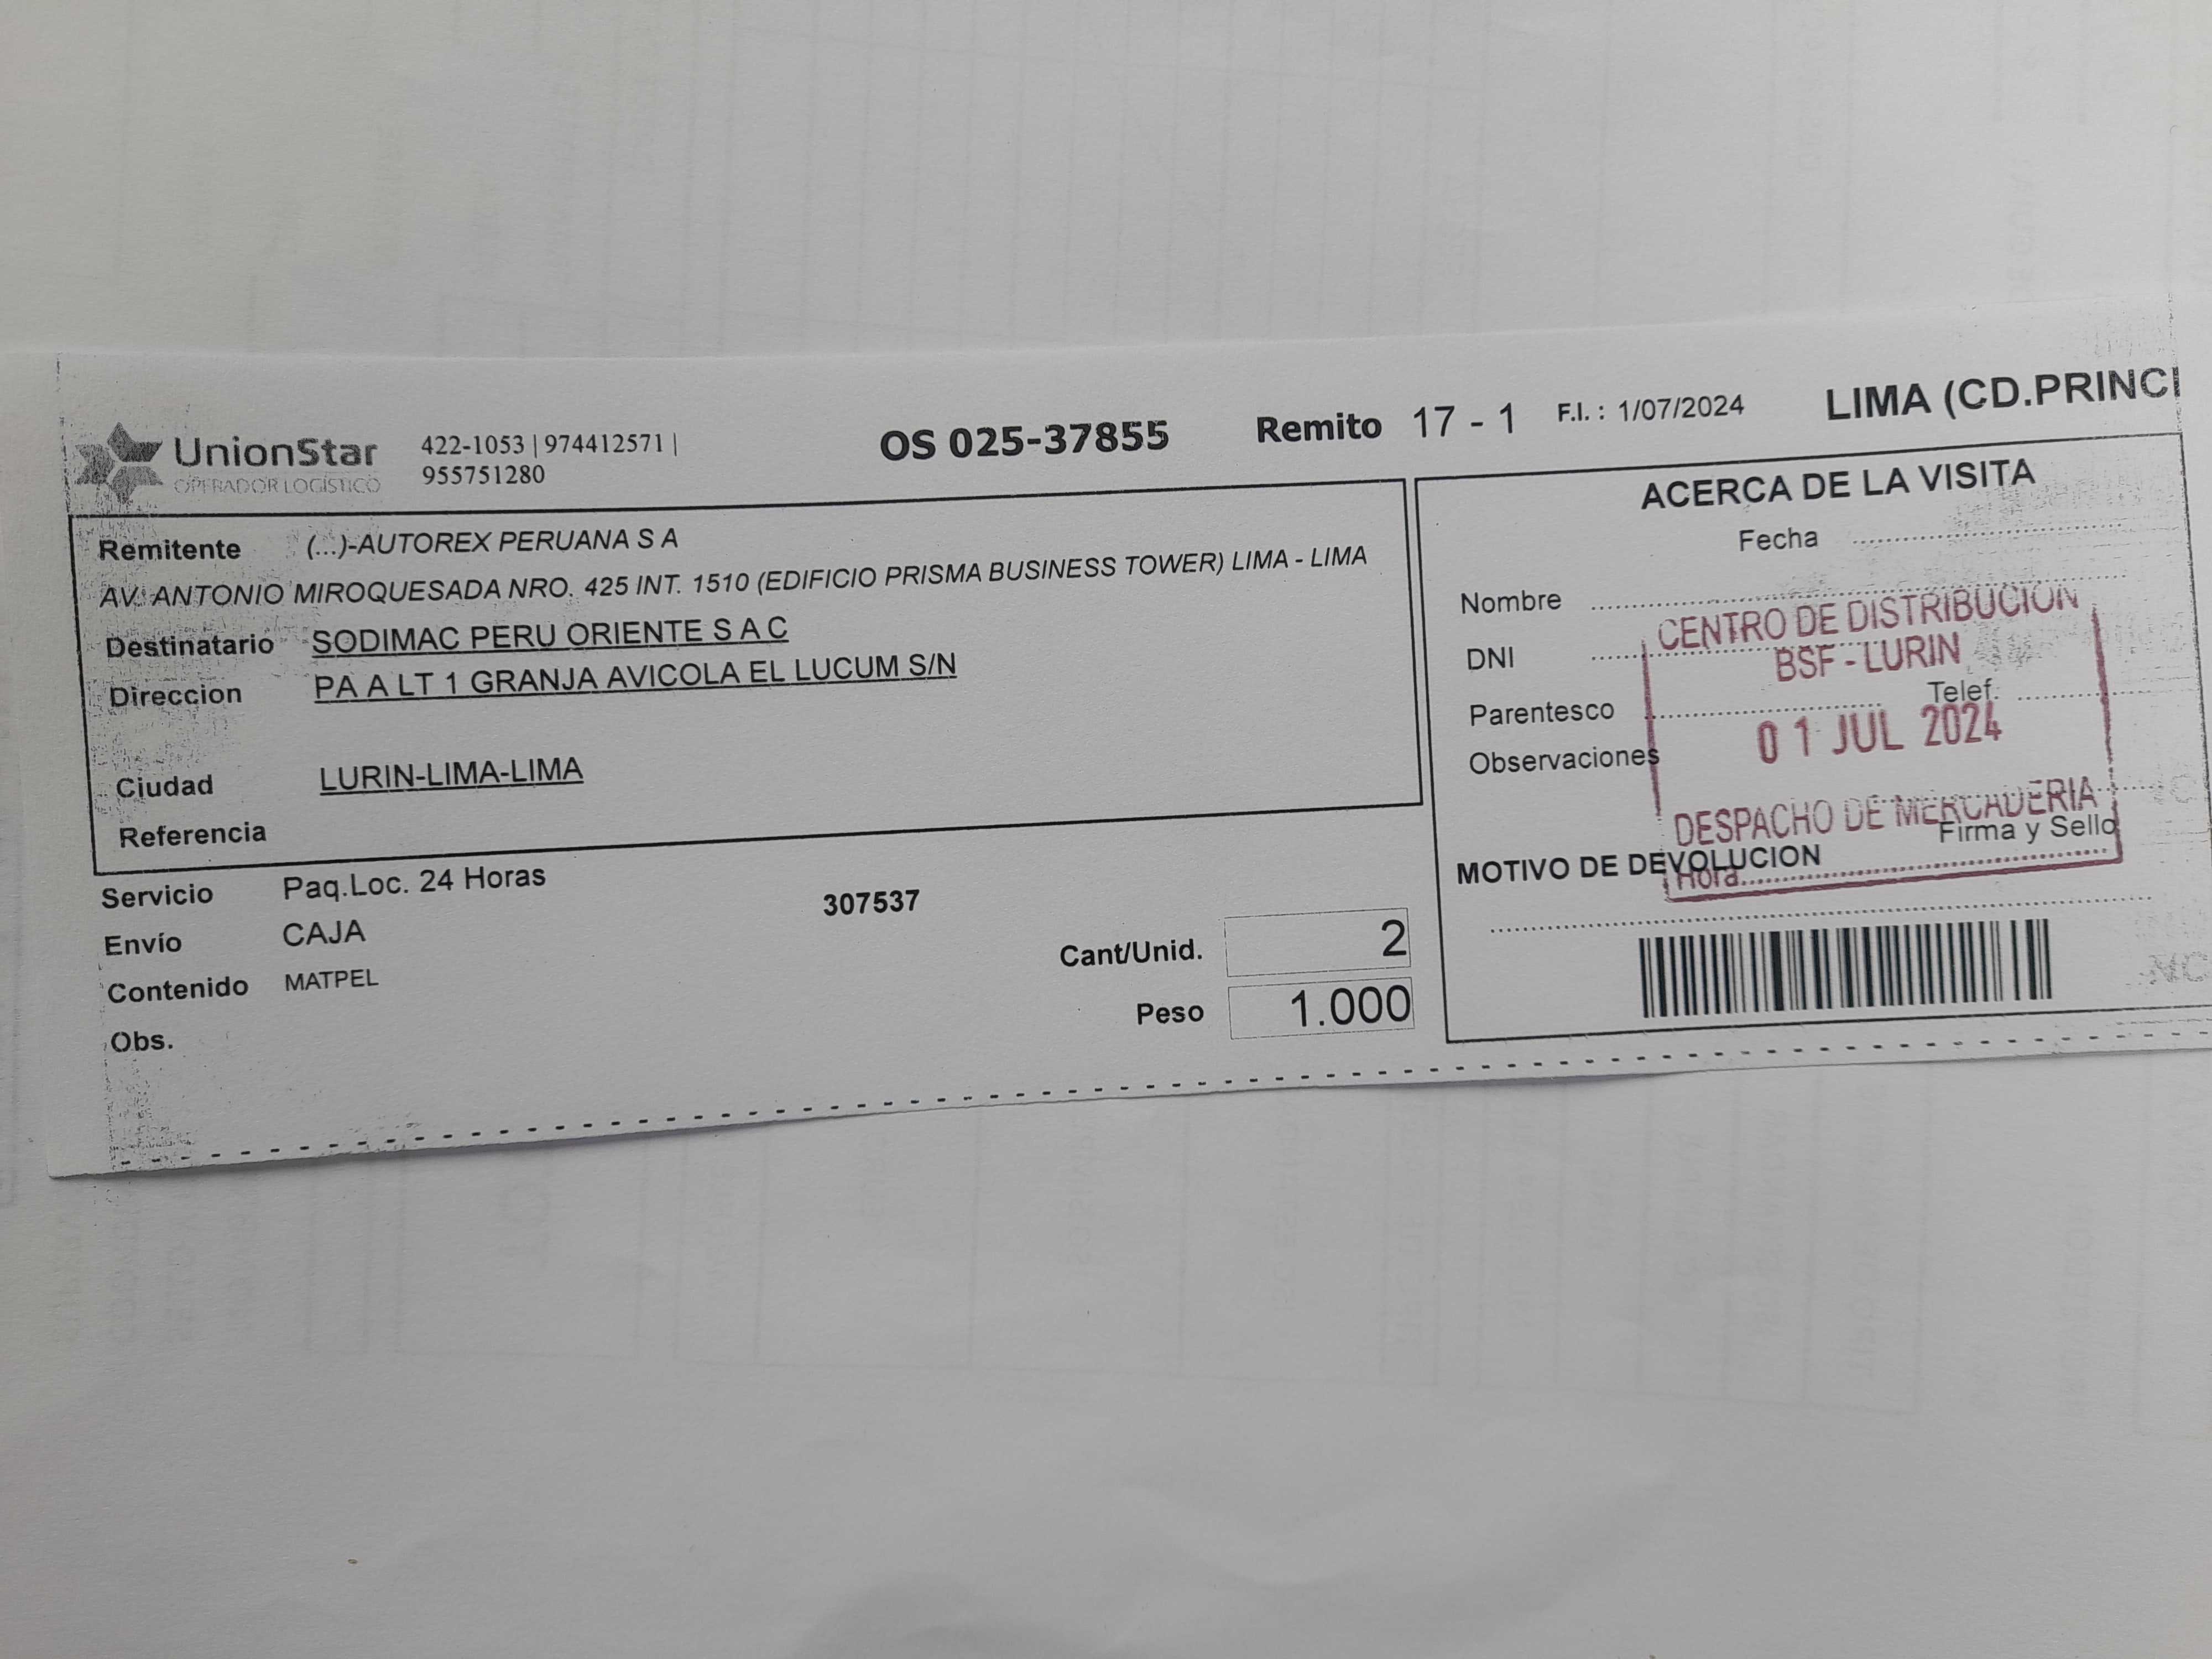 UnionStar
OPERADOR LOGÍSTICO
422-1053 | 974412571 |
955751280
OS 025-37855
Remito 17 - 1
F.I. : 1/07/2024
LIMA (CD.PRINCI
Remitente (...)-AUTOREX PERUANA S A
AV. ANTONIO MIROQUESADA NRO. 425 INT. 1510 (EDIFICIO PRISMA BUSINESS TOWER) LIMA - LIMA
Destinatario SODIMAC PERU ORIENTE S A C
Direccion PA A LT 1 GRANJA AVICOLA EL LUCUM S/N
Ciudad LURIN-LIMA-LIMA
Referencia
Servicio Paq.Loc. 24 Horas
307537
Envío CAJA
Contenido MATPEL
Obs.
Cant/Unid. 2
Peso 1.000
ACERCA DE LA VISITA
Fecha
Nombre
DNI
Parentesco
Telef.
Observaciones
Firma y Sello
MOTIVO DE DEVOLUCION
CENTRO DE DISTRIBUCION
BSF - LURIN
01 JUL 2024
DESPACHO DE MERCADERIA
Hora